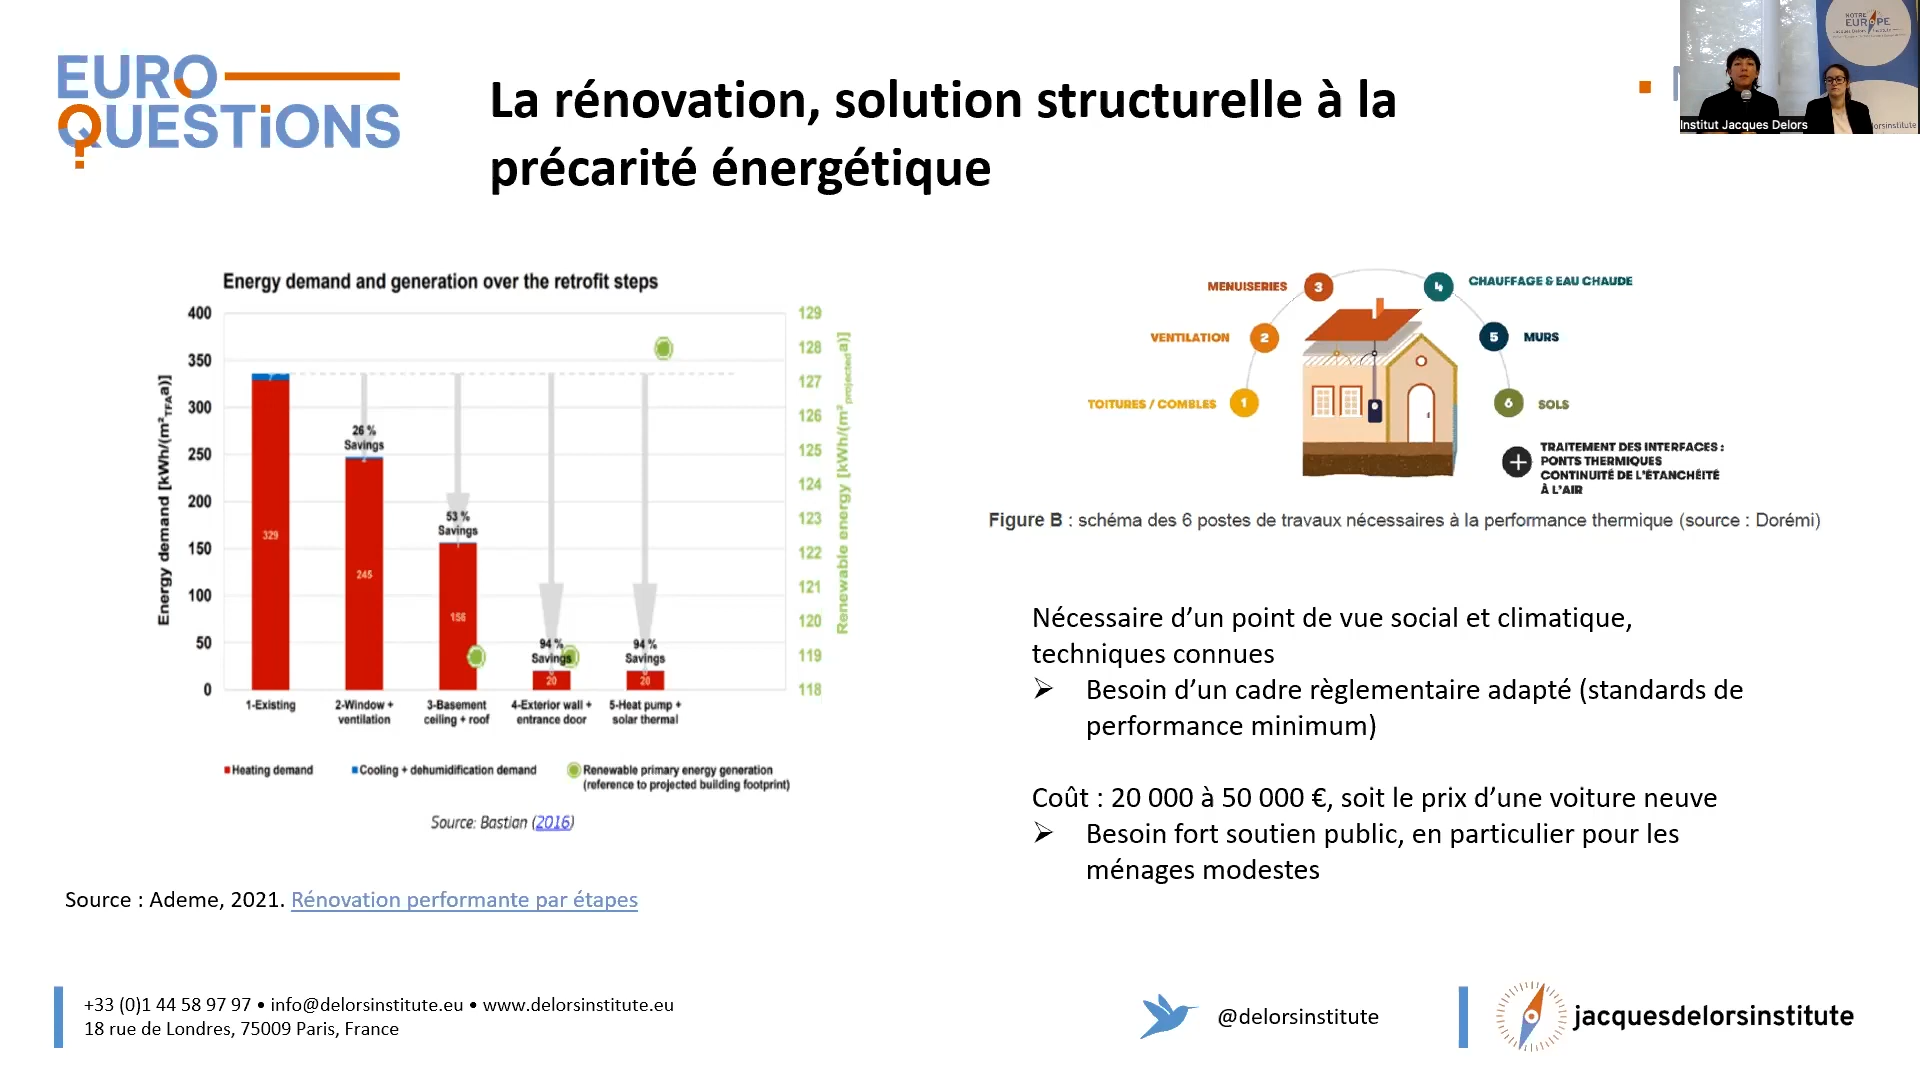 EURO
QUESTiONS
?
La rénovation, solution structurelle à la
précarité énergétique
NOTRE
EUROPE
Institut Jacques Delors
Energy demand and generation over the retrofit steps
400
350
300
250
200
150
100
50
0
Energy demand [kWh/(m²TFAa)]
129
128
127
126
125
124
123
122
121
120
119
118
Renewable energy [kWh/(m²projecteda)]
329
26 %
Savings
245
53 %
Savings
156
94 %
Savings
20
94 %
Savings
20
1-Existing
2-Window +
ventilation
3-Basement
ceiling + roof
4-Exterior wall +
entrance door
5-Heat pump +
solar thermal
Heating demand
Cooling + dehumidification demand
Renewable primary energy generation
(reference to projected building footprint)
Source: Bastian (2016)
Source : Ademe, 2021. Rénovation performante par étapes
MENUISERIES 3
4 CHAUFFAGE & EAU CHAUDE
VENTILATION 2
5 MURS
TOITURES / COMBLES 1
6 SOLS
+ TRAITEMENT DES INTERFACES :
PONTS THERMIQUES
CONTINUITÉ DE L'ÉTANCHÉITÉ
À L'AIR
Figure B : schéma des 6 postes de travaux nécessaires à la performance thermique (source : Dorémi)
Nécessaire d’un point de vue social et climatique,
techniques connues
Besoin d’un cadre règlementaire adapté (standards de
performance minimum)
Coût : 20 000 à 50 000 €, soit le prix d’une voiture neuve
Besoin fort soutien public, en particulier pour les
ménages modestes
+33 (0)1 44 58 97 97 • info@delorsinstitute.eu • www.delorsinstitute.eu
18 rue de Londres, 75009 Paris, France
@delorsinstitute
jacquesdelorsinstitute